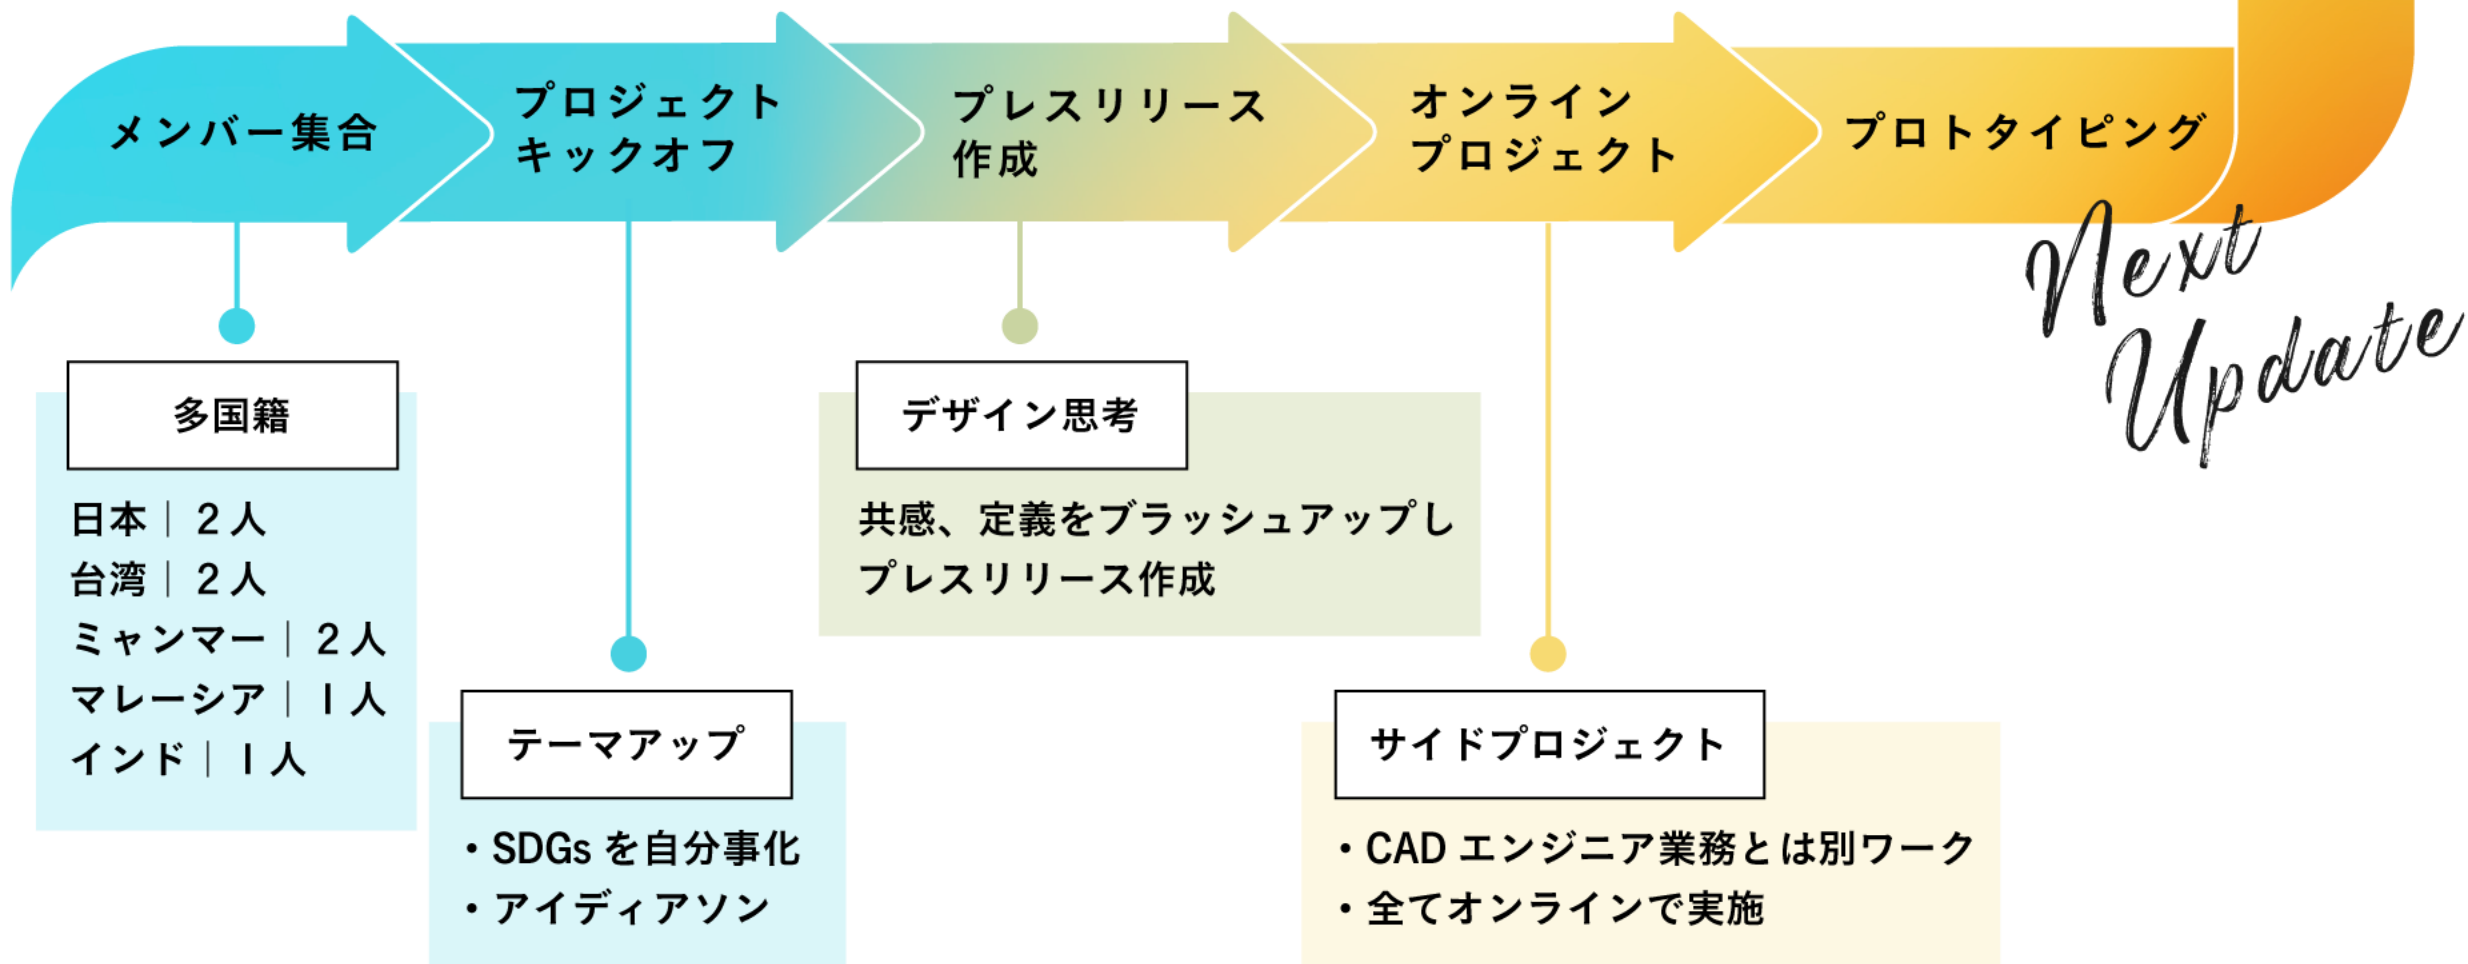 メンバー集合
プロジェクト
キックオフ
プレスリリース
作成
オンライン
プロジェクト
プロトタイピング
Next
Update
多国籍
日本｜2人
台湾｜2人
ミャンマー｜2人
マレーシア｜1人
インド｜1人
テーマアップ
・SDGsを自分事化
・アイディアソン
デザイン思考
共感、定義をブラッシュアップし
プレスリリース作成
サイドプロジェクト
・CADエンジニア業務とは別ワーク
・全てオンラインで実施